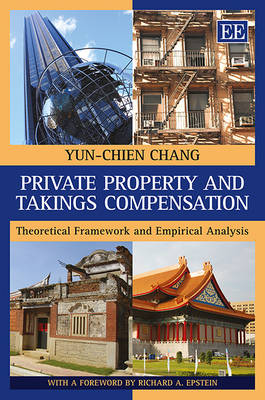 EE
YUN-CHIEN CHANG
PRIVATE PROPERTY AND
TAKINGS COMPENSATION
Theoretical Framework and Empirical Analysis
WITH A FOREWORD BY RICHARD A. EPSTEIN